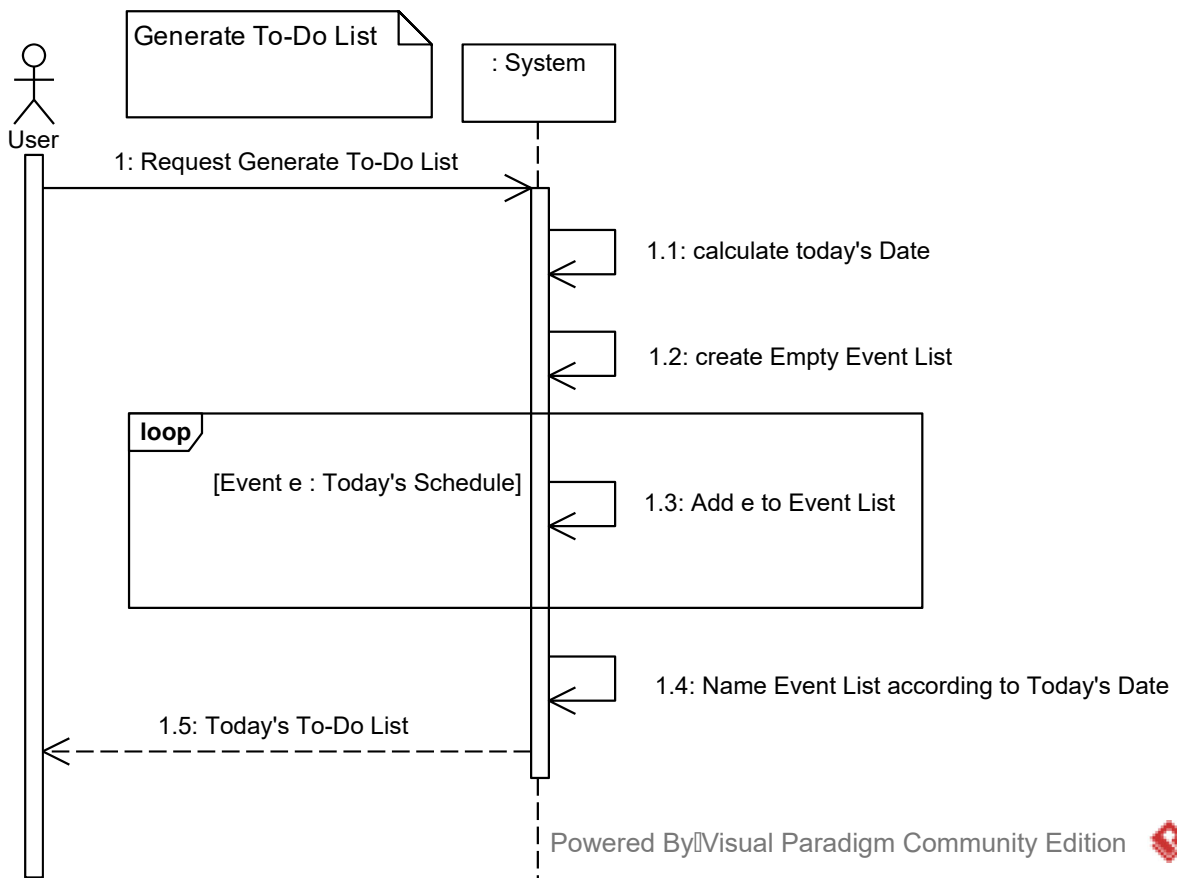 Generate To-Do List
: System
User
1: Request Generate To-Do List
1.1: calculate today's Date
1.2: create Empty Event List
loop
[Event e : Today's Schedule]
1.3: Add e to Event List
1.4: Name Event List according to Today's Date
1.5: Today's To-Do List
Powered By Visual Paradigm Community Edition